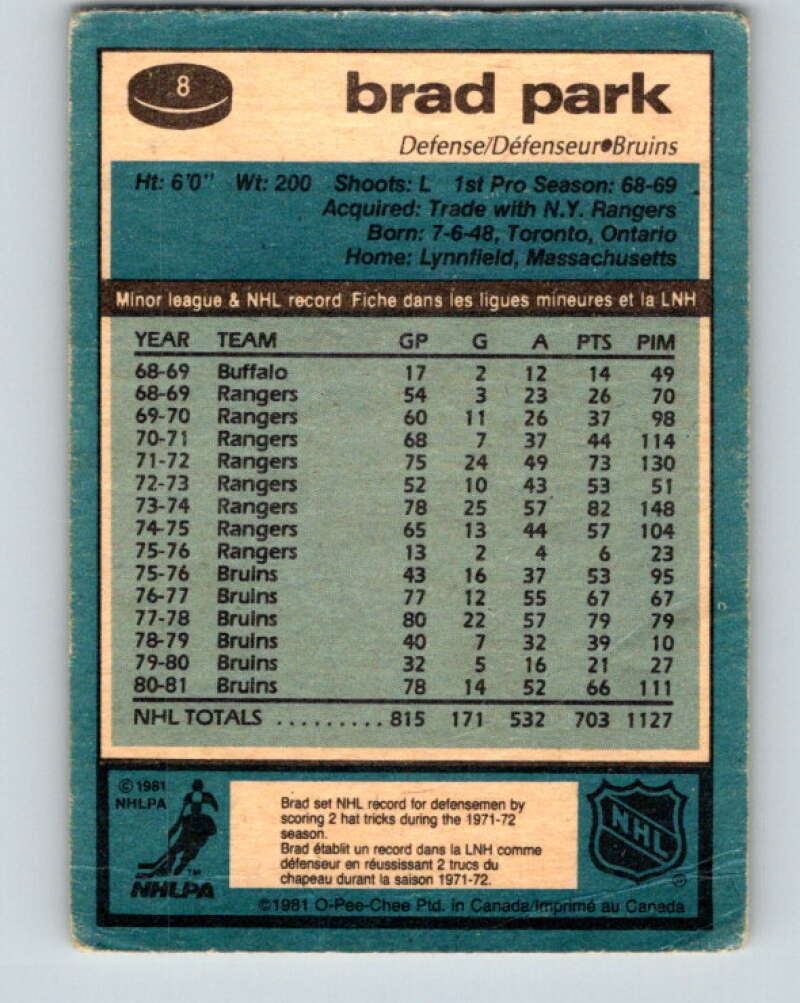 8
brad park
Defense/Défenseur•Bruins
Ht: 6'0" Wt: 200 Shoots: L 1st Pro Season: 68-69
Acquired: Trade with N.Y. Rangers
Born: 7-6-48, Toronto, Ontario
Home: Lynnfield, Massachusetts
Minor league & NHL record Fiche dans les ligues mineures et la LNH
YEAR TEAM GP G A PTS PIM
68-69 Buffalo 17 2 12 14 49
68-69 Rangers 54 3 23 26 70
69-70 Rangers 60 11 26 37 98
70-71 Rangers 68 7 37 44 114
71-72 Rangers 75 24 49 73 130
72-73 Rangers 52 10 43 53 51
73-74 Rangers 78 25 57 82 148
74-75 Rangers 65 13 44 57 104
75-76 Rangers 13 2 4 6 23
75-76 Bruins 43 16 37 53 95
76-77 Bruins 77 12 55 67 67
77-78 Bruins 80 22 57 79 79
78-79 Bruins 40 7 32 39 10
79-80 Bruins 32 5 16 21 27
80-81 Bruins 78 14 52 66 111
NHL TOTALS .......... 815 171 532 703 1127
© 1981
NHLPA
TM
NHLPA
Brad set NHL record for defensemen by
scoring 2 hat tricks during the 1971-72
season.
Brad établit un record dans la LNH comme
défenseur en réussissant 2 trucs du
chapeau durant la saison 1971-72.
NHL
®
©1981 O-Pee-Chee Ptd. in Canada/Imprimé au Canada